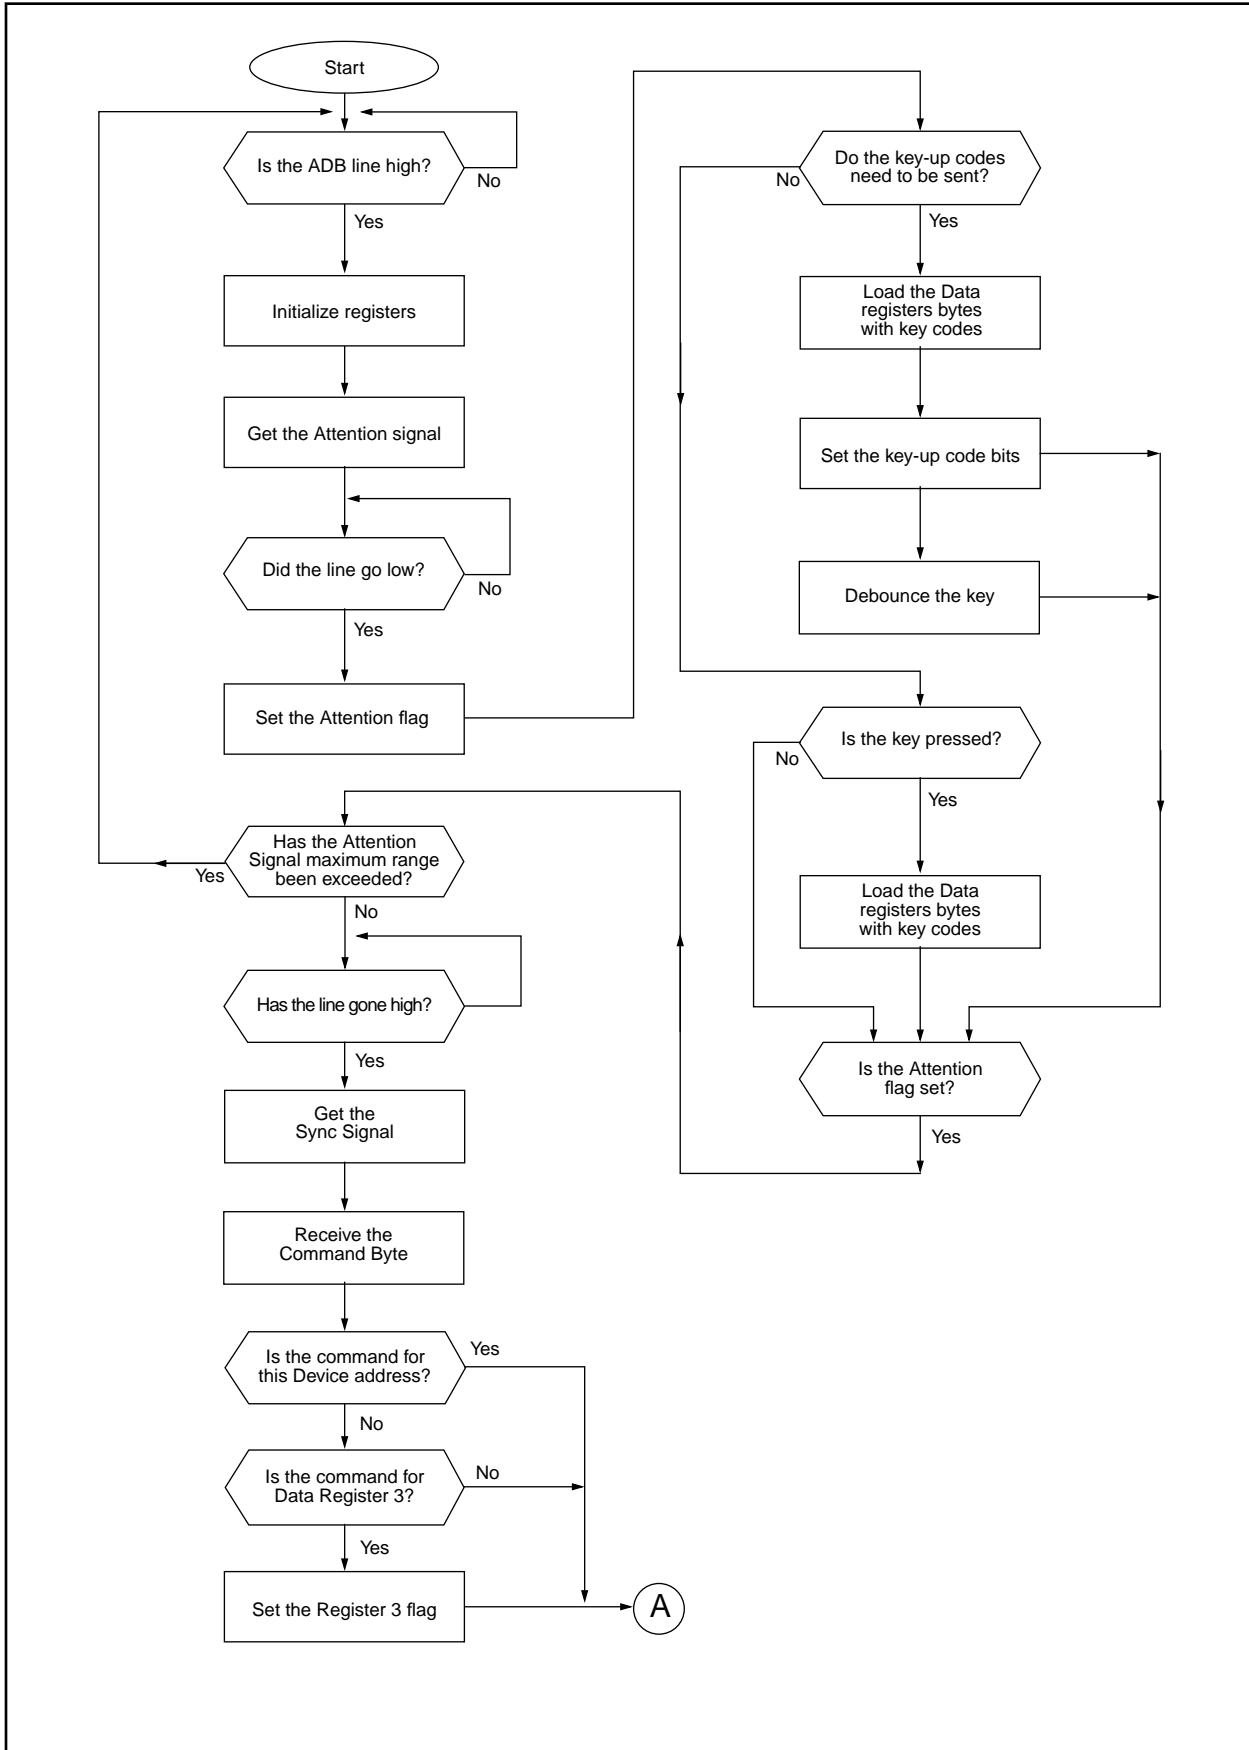 Start
Is the ADB line high?
No
Yes
Initialize registers
Get the Attention signal
Did the line go low?
No
Yes
Set the Attention flag
Has the Attention
Signal maximum range
been exceeded?
Yes
No
Has the line gone high?
Yes
Get the
Sync Signal
Receive the
Command Byte
Is the command for
this Device address?
Yes
No
Is the command for
Data Register 3?
No
Yes
Set the Register 3 flag
A
Do the key-up codes
need to be sent?
No
Yes
Load the Data
registers bytes
with key codes
Set the key-up code bits
Debounce the key
Is the key pressed?
No
Yes
Load the Data
registers bytes
with key codes
Is the Attention
flag set?
Yes